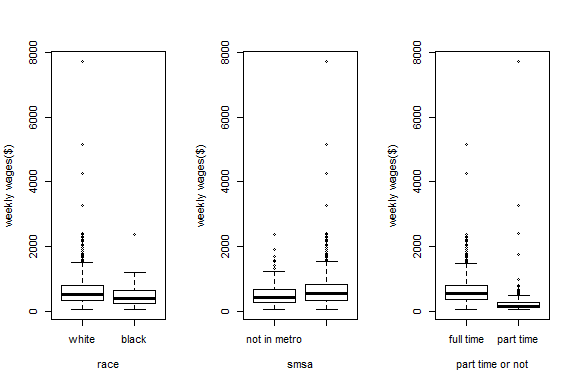 8000
6000
4000
2000
0
weekly wages($)
white black
race
8000
6000
4000
2000
0
weekly wages($)
not in metro
smsa
8000
6000
4000
2000
0
weekly wages($)
full time part time
part time or not